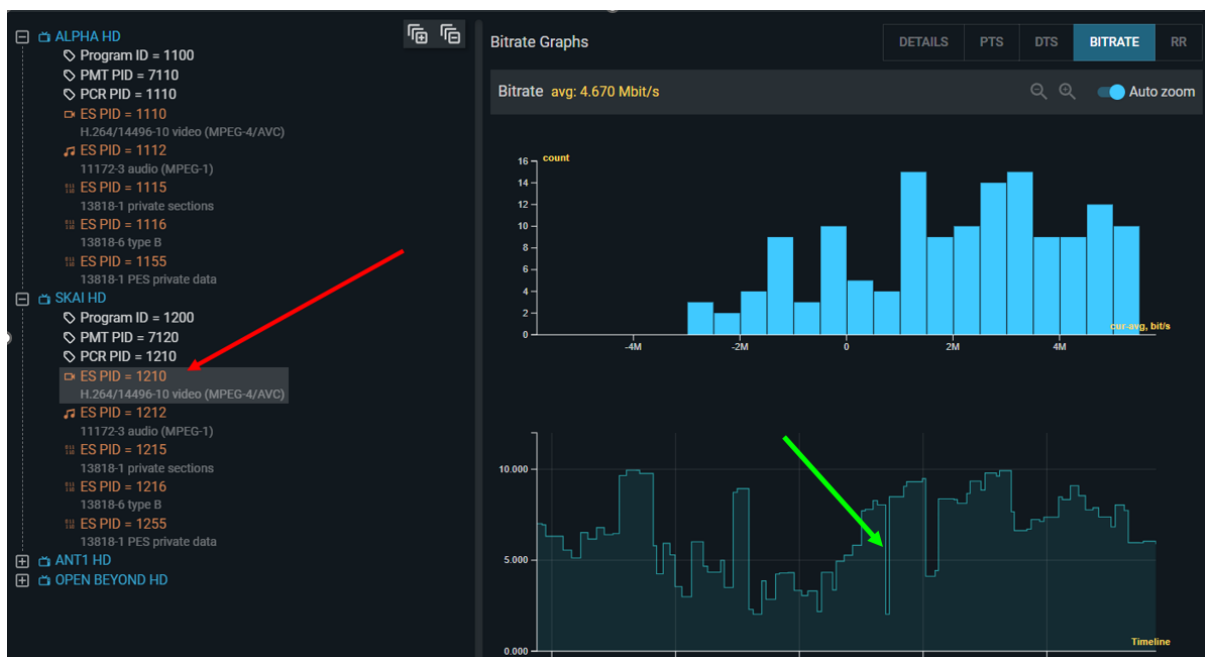 ALPHA HD
Program ID = 1100
PMT PID = 7110
PCR PID = 1110
ES PID = 1110
H.264/14496-10 video (MPEG-4/AVC)
ES PID = 1112
11172-3 audio (MPEG-1)
ES PID = 1115
13818-1 private sections
ES PID = 1116
13818-6 type B
ES PID = 1155
13818-1 PES private data
SKAI HD
Program ID = 1200
PMT PID = 7120
PCR PID = 1210
ES PID = 1210
H.264/14496-10 video (MPEG-4/AVC)
ES PID = 1212
11172-3 audio (MPEG-1)
ES PID = 1215
13818-1 private sections
ES PID = 1216
13818-6 type B
ES PID = 1255
13818-1 PES private data
ANT1 HD
OPEN BEYOND HD
Bitrate Graphs
DETAILS PTS DTS BITRATE RR
Bitrate avg: 4.670 Mbit/s
Auto zoom
count
16
14
12
10
8
6
4
2
0
cur-avg, bit/s
-4M -2M 0 2M 4M
10.000
5.000
0.000
Timeline